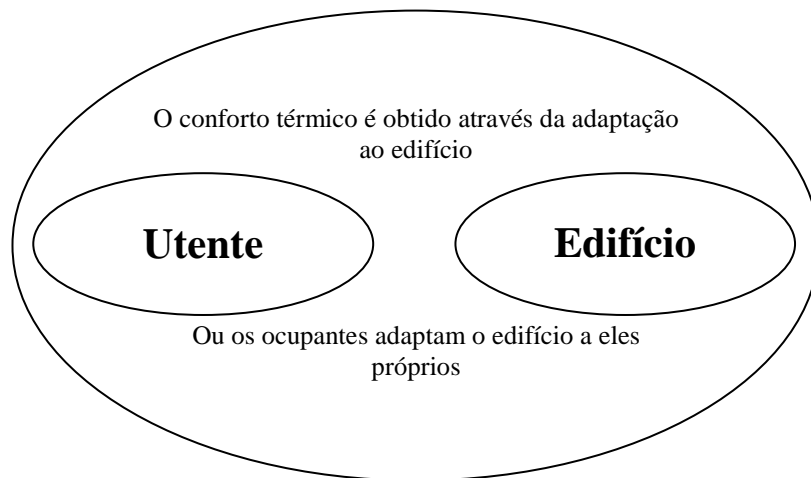 O conforto térmico é obtido através da adaptação
ao edifício
Utente
Edifício
Ou os ocupantes adaptam o edifício a eles
próprios